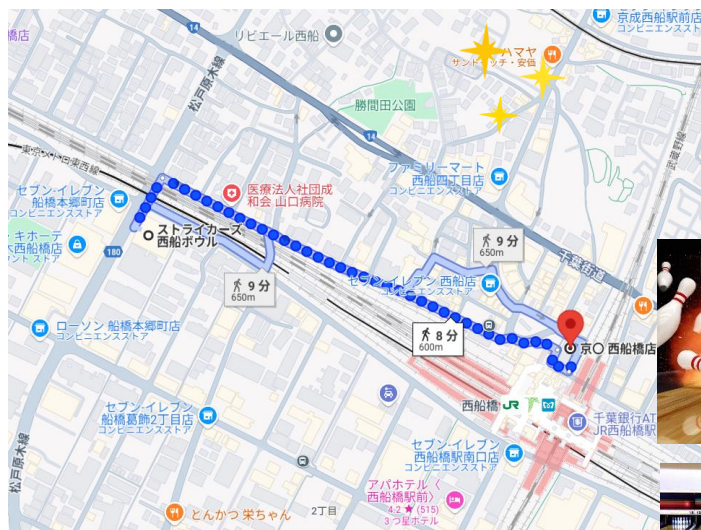 京成西船駅前店
コンビニエンスストア
橋店
14
リビエール西船
ハマヤ
サンドイッチ・安価
松戸原木線
勝間田公園
14
武蔵野線
東京メトロ東西線
ファミリーマート
西船四丁目店
コンビニエンスストア
セブン-イレブン
船橋本郷町店
コンビニエンスストア
医療法人社団成
和会 山口病院
ストライカーズ
西船ボウル
キホーテ
西船橋店
180
9 分
650m
千葉街道
9 分
650m
セブン-イレブン 西船店
コンビニエンスストア
ローソン 船橋本郷町店
コンビニエンスストア
8 分
600m
京〇 西船橋店
西船橋
JR
千葉銀行AT
JR西船橋駅
セブン-イレブン
船橋葛飾2丁目店
コンビニエンスストア
セブン-イレブン
西船橋駅南口店
コンビニエンスストア
松戸原木線
アパホテル〈
西船橋駅前〉
4.2 ★ (515)
3 つ星ホテル
とんかつ 栄ちゃん
2丁目